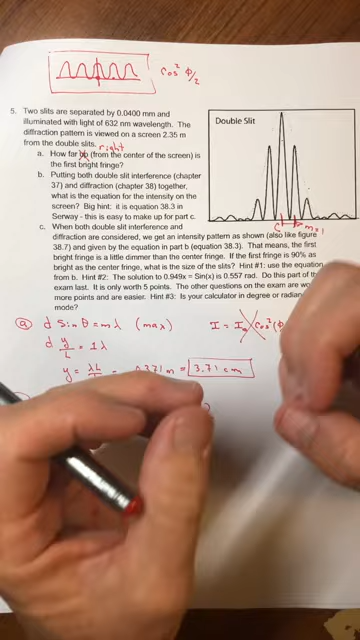 cos² φ/2
5. Two slits are separated by 0.0400 mm and
illuminated with light of 632 nm wavelength. The
diffraction pattern is viewed on a screen 2.35 m
from the double slits.
right
a. How far up (from the center of the screen) is
the first bright fringe?
b. Putting both double slit interference (chapter
37) and diffraction (chapter 38) together,
what is the equation for the intensity on the
screen? Big hint: it is equation 38.3 in
Serway - this is easy to make up for part c.
c. When both double slit interference and
diffraction are considered, we get an intensity pattern as shown (also like figure
38.7) and given by the equation in part b (equation 38.3). That means, the first
bright fringe is a little dimmer than the center fringe. If the first fringe is 90% as
bright as the center fringe, what is the size of the slits? Hint #1: use the equation
from b. Hint #2: The solution to 0.949x = Sin(x) is 0.557 rad. Do this part of th
exam last. It is only worth 5 points. The other questions on the exam are wo
more points and are easier. Hint #3: Is your calculator in degree or radian
mode?
Double Slit
m=1
a d sin θ = mλ (max)
d y/L = 1λ
y = λL/ .0371 m = 3.71 cm
I = I₀ cos²(φ